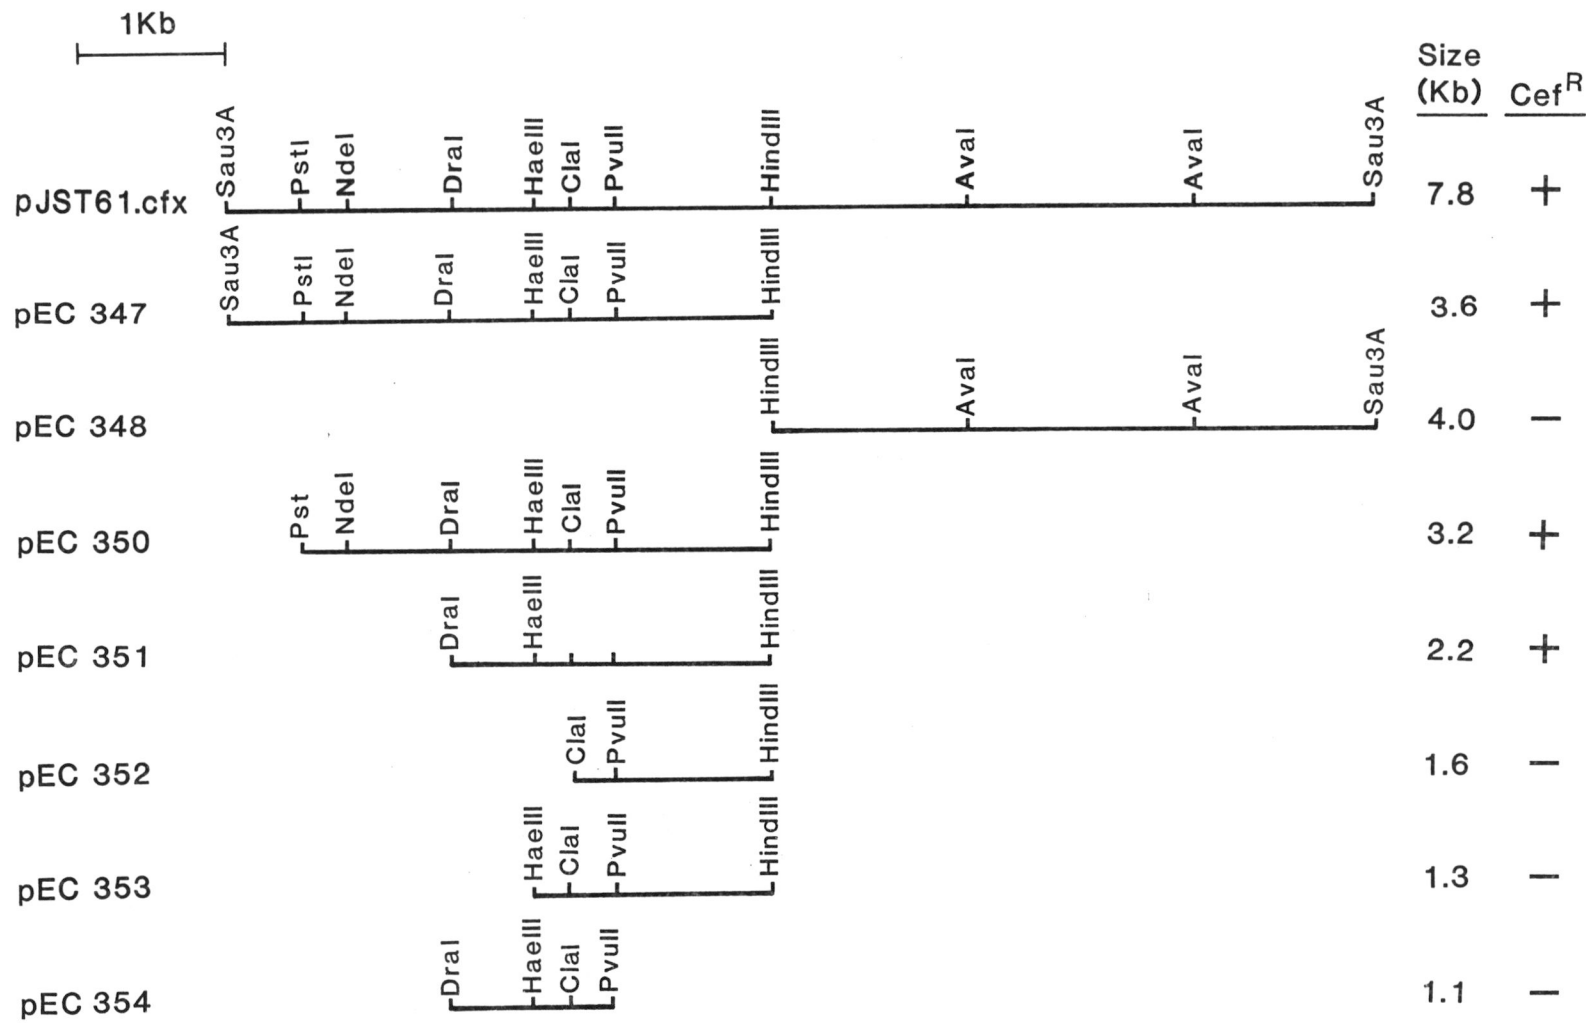 1Kb
Size
(Kb) Cef^R
pJST61.cfx Sau3A PstI NdeI DraI HaeIII ClaI PvuII HindIII AvaI AvaI Sau3A 7.8 +
pEC 347 Sau3A PstI NdeI DraI HaeIII ClaI PvuII HindIII 3.6 +
pEC 348 HindIII AvaI AvaI Sau3A 4.0 −
pEC 350 Pst NdeI DraI HaeIII ClaI PvuII HindIII 3.2 +
pEC 351 DraI HaeIII HindIII 2.2 +
pEC 352 ClaI PvuII HindIII 1.6 −
pEC 353 HaeIII ClaI PvuII HindIII 1.3 −
pEC 354 DraI HaeIII ClaI PvuII 1.1 −